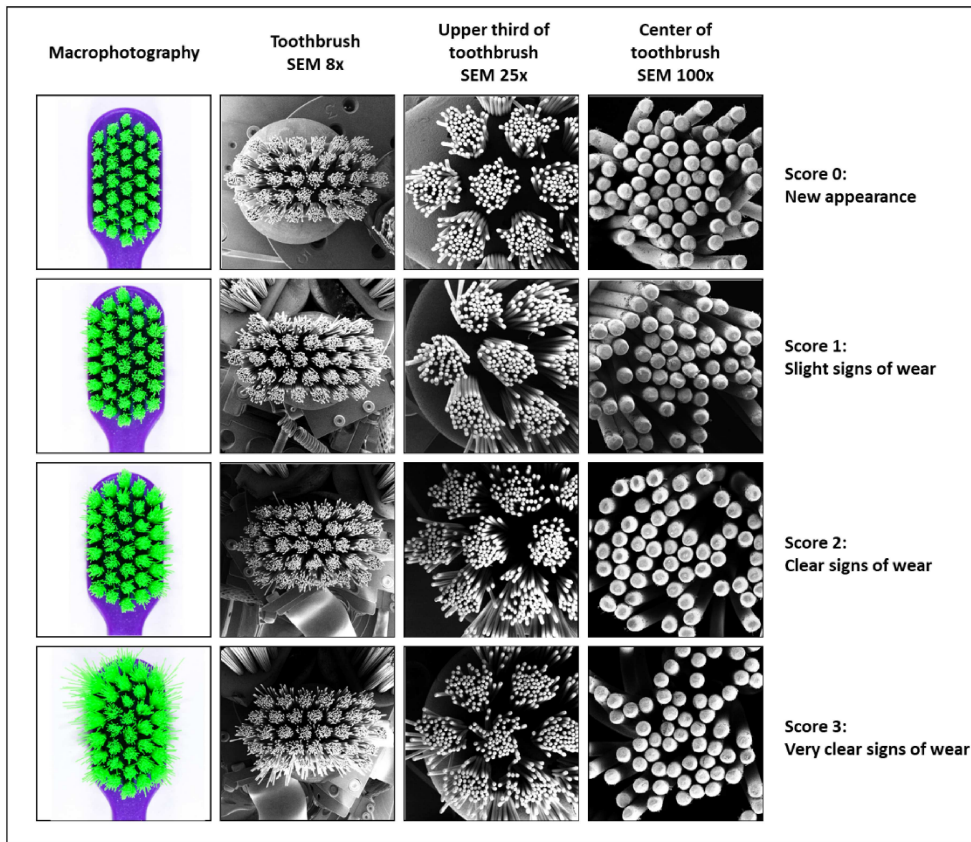 Macrophotography
Toothbrush
SEM 8x
Upper third of
toothbrush
SEM 25x
Center of
toothbrush
SEM 100x
Score 0:
New appearance
Score 1:
Slight signs of wear
Score 2:
Clear signs of wear
Score 3:
Very clear signs of wear